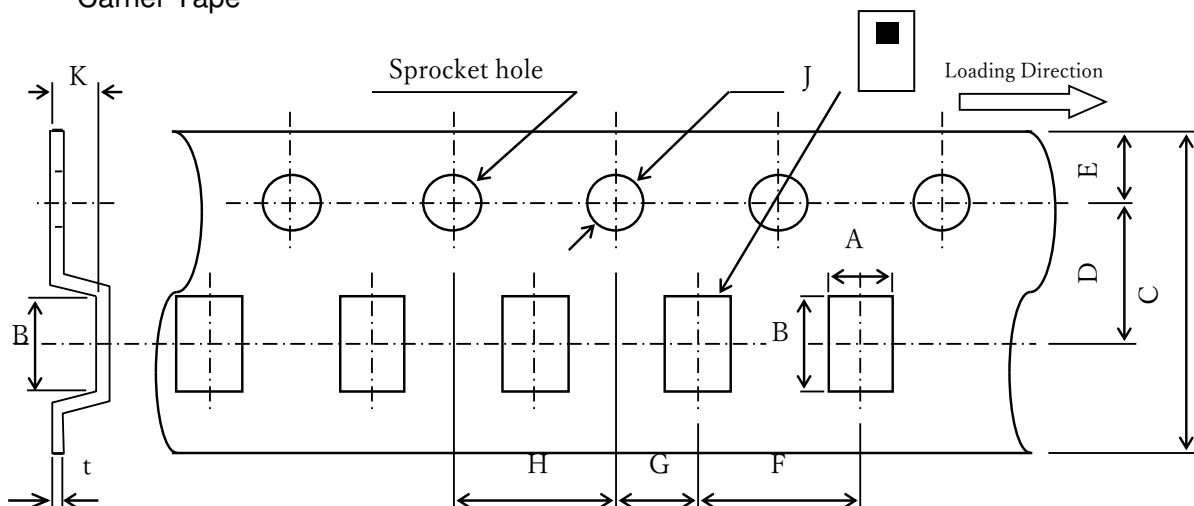 Carrier Tape
K
Sprocket hole
J
Loading Direction
E
A
D
C
B
B
t
H
G
F